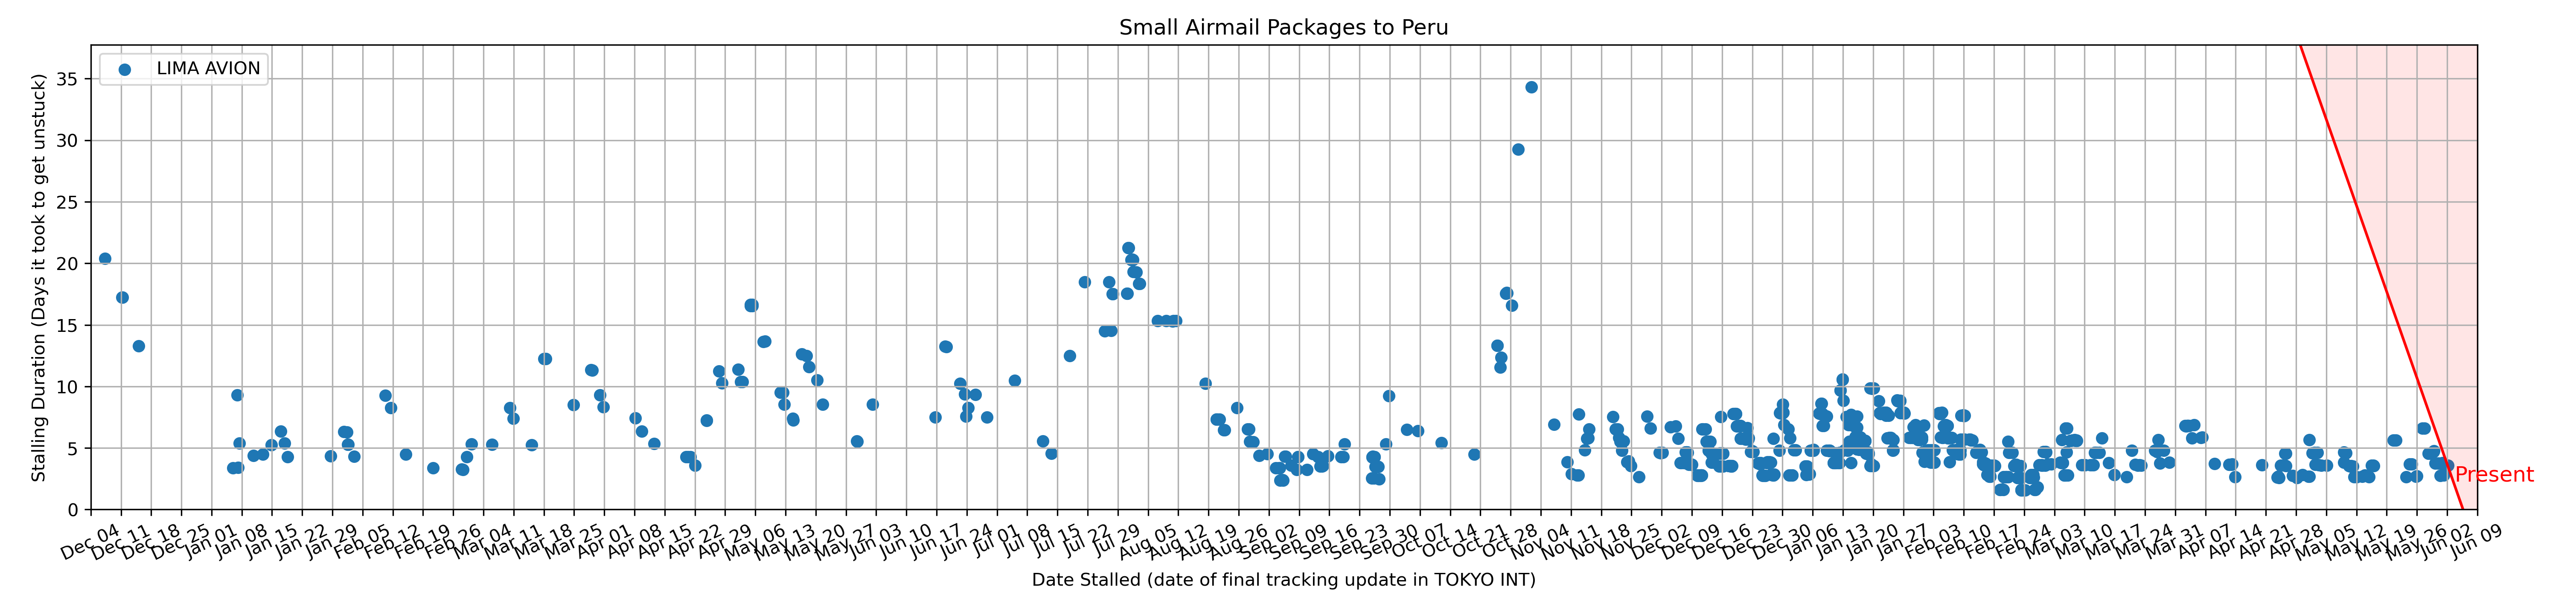 Small Airmail Packages to Peru
LIMA AVION
Stalling Duration (Days it took to get unstuck)
35
30
25
20
15
10
5
0
Present
Dec 04
Dec 11
Dec 18
Dec 25
Jan 01
Jan 08
Jan 15
Jan 22
Jan 29
Feb 05
Feb 12
Feb 19
Feb 26
Mar 04
Mar 11
Mar 18
Mar 25
Apr 01
Apr 08
Apr 15
Apr 22
Apr 29
May 06
May 13
May 20
May 27
Jun 03
Jun 10
Jun 17
Jun 24
Jul 01
Jul 08
Jul 15
Jul 22
Jul 29
Aug 05
Aug 12
Aug 19
Aug 26
Sep 02
Sep 09
Sep 16
Sep 23
Sep 30
Oct 07
Oct 14
Oct 21
Oct 28
Nov 04
Nov 11
Nov 18
Nov 25
Dec 02
Dec 09
Dec 16
Dec 23
Dec 30
Jan 06
Jan 13
Jan 20
Jan 27
Feb 03
Feb 10
Feb 17
Feb 24
Mar 03
Mar 10
Mar 17
Mar 24
Mar 31
Apr 07
Apr 14
Apr 21
Apr 28
May 05
May 12
May 19
May 26
Jun 02
Jun 09
Date Stalled (date of final tracking update in TOKYO INT)